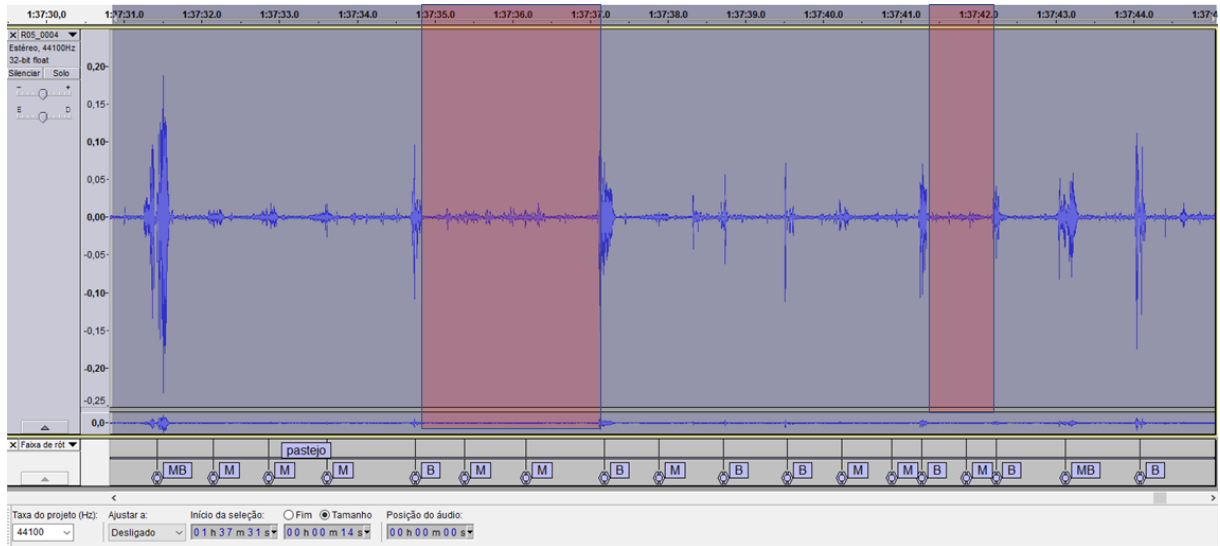 1:37:30,0 1:37:31.0 1:37:32.0 1:37:33.0 1:37:34.0 1:37:35.0 1:37:36.0 1:37:37.0 1:37:38.0 1:37:39.0 1:37:40.0 1:37:41.0 1:37:42.0 1:37:43.0 1:37:44.0 1:37:4
R05_0004
Estéreo, 44100Hz
32-bit float
Silenciar Solo
- +
E D
0,20-
0,15-
0,10-
0,05-
0,00-
-0,05-
-0,10-
-0,15-
-0,20-
-0,25
0,0-
Faixa de rót
pastejo
MB M M M B M M B M B B M M B M B MB B
Taxa do projeto (Hz): Ajustar a: Início da seleção: Fim Tamanho Posição do áudio:
44100 Desligado 01 h 37 m 31 s 00 h 00 m 14 s 00 h 00 m 00 s